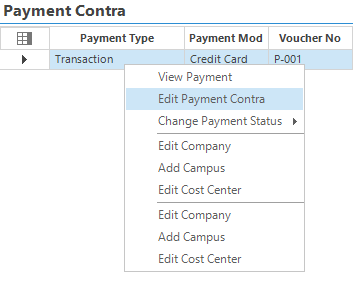 Payment Contra
Payment Type Payment Mod Voucher No
Transaction Credit Card P-001
View Payment
Edit Payment Contra
Change Payment Status
Edit Company
Add Campus
Edit Cost Center
Edit Company
Add Campus
Edit Cost Center